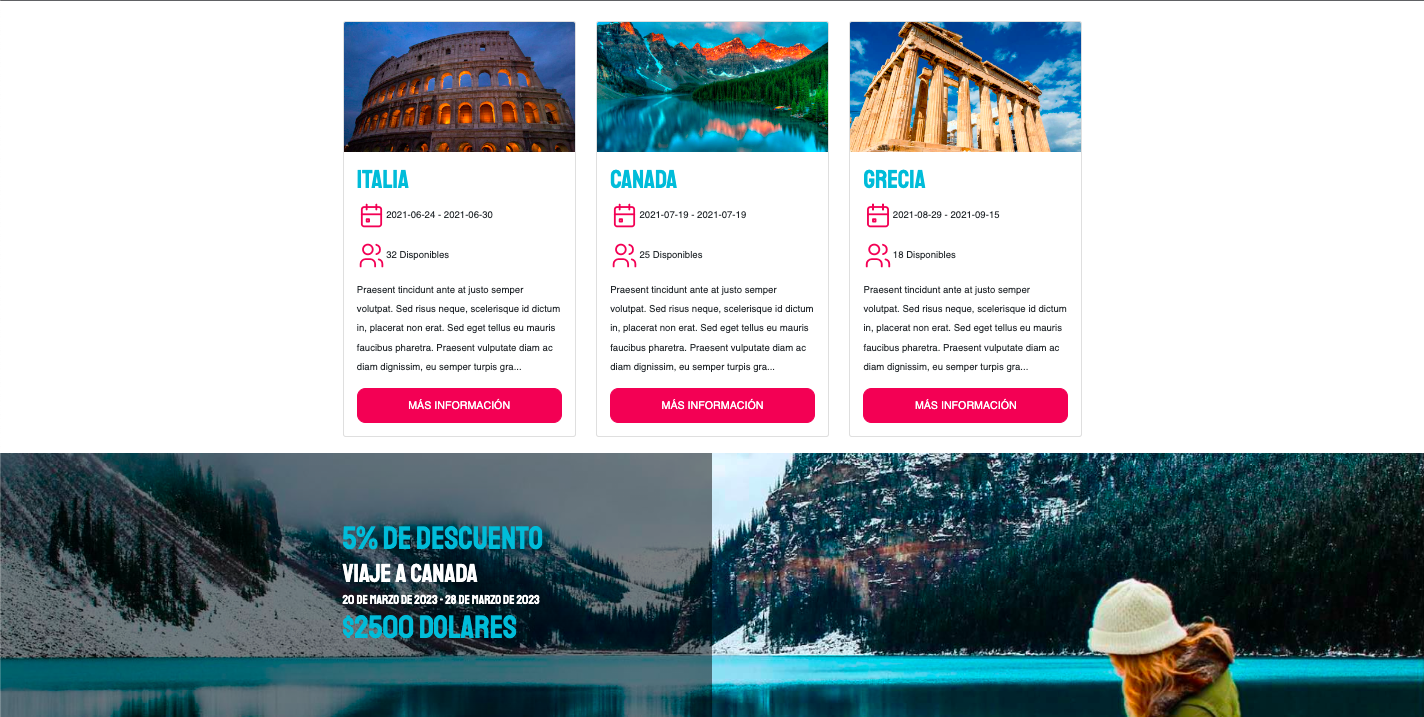 ITALIA
2021-06-24 - 2021-06-30
32 Disponibles
Praesent tincidunt ante at justo semper
volutpat. Sed risus neque, scelerisque id dictum
in, placerat non erat. Sed eget tellus eu mauris
faucibus pharetra. Praesent vulputate diam ac
diam dignissim, eu semper turpis gra...
MÁS INFORMACIÓN
CANADA
2021-07-19 - 2021-07-19
25 Disponibles
Praesent tincidunt ante at justo semper
volutpat. Sed risus neque, scelerisque id dictum
in, placerat non erat. Sed eget tellus eu mauris
faucibus pharetra. Praesent vulputate diam ac
diam dignissim, eu semper turpis gra...
MÁS INFORMACIÓN
GRECIA
2021-08-29 - 2021-09-15
18 Disponibles
Praesent tincidunt ante at justo semper
volutpat. Sed risus neque, scelerisque id dictum
in, placerat non erat. Sed eget tellus eu mauris
faucibus pharetra. Praesent vulputate diam ac
diam dignissim, eu semper turpis gra...
MÁS INFORMACIÓN
5% DE DESCUENTO
VIAJE A CANADA
20 DE MARZO DE 2023 - 28 DE MARZO DE 2023
$2500 DOLARES